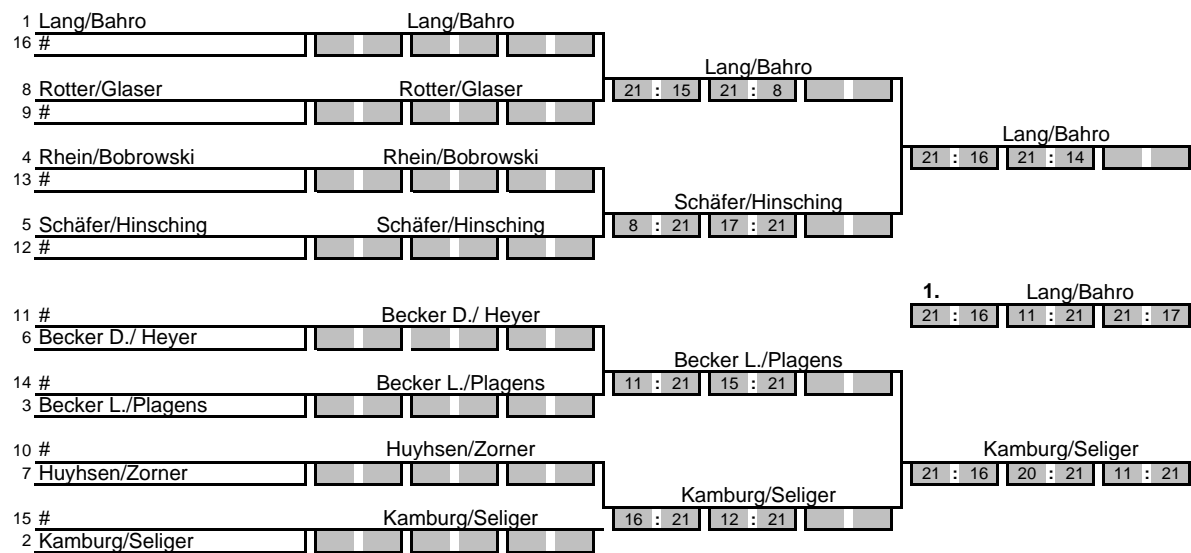 1 Lang/Bahro Lang/Bahro
16 #
Lang/Bahro
8 Rotter/Glaser Rotter/Glaser 21 : 15 21 : 8
9 #
Lang/Bahro
4 Rhein/Bobrowski Rhein/Bobrowski 21 : 16 21 : 14
13 #
Schäfer/Hinsching
5 Schäfer/Hinsching Schäfer/Hinsching 8 : 21 17 : 21
12 #
1. Lang/Bahro
11 # Becker D./ Heyer 21 : 16 11 : 21 21 : 17
6 Becker D./ Heyer
Becker L./Plagens
14 # Becker L./Plagens 11 : 21 15 : 21
3 Becker L./Plagens
10 # Huyhsen/Zorner Kamburg/Seliger
7 Huyhsen/Zorner 21 : 16 20 : 21 11 : 21
Kamburg/Seliger
15 # Kamburg/Seliger 16 : 21 12 : 21
2 Kamburg/Seliger